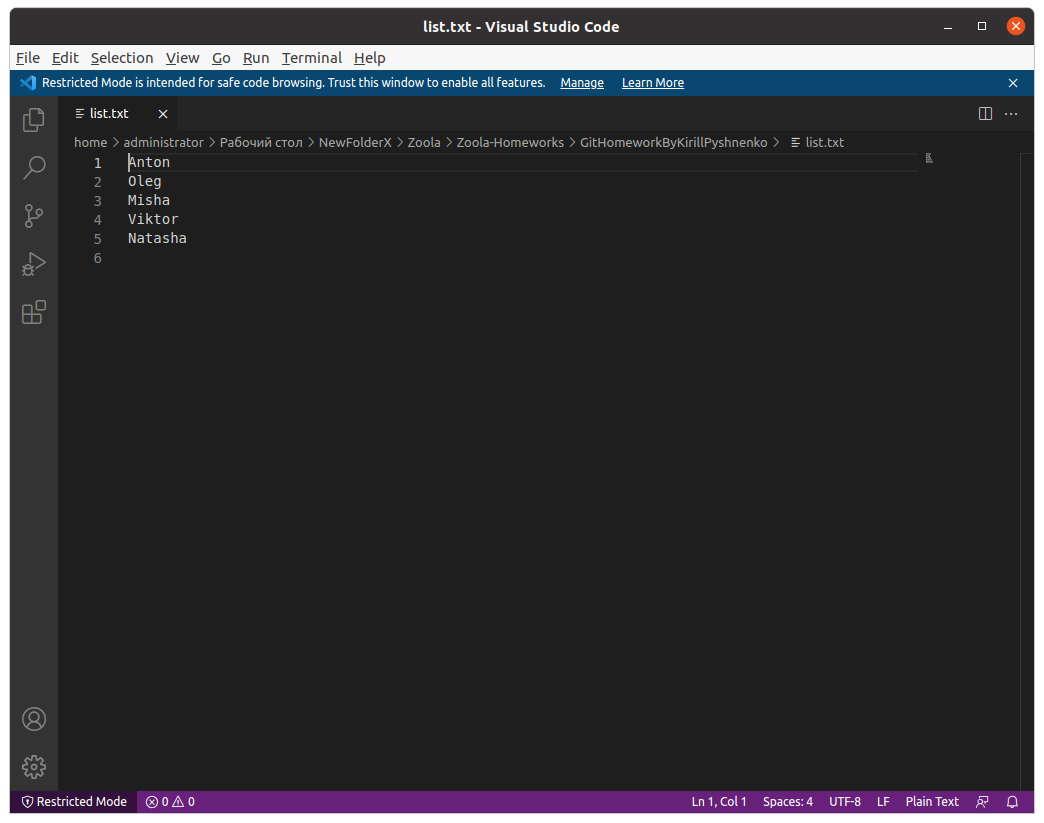 list.txt - Visual Studio Code
File Edit Selection View Go Run Terminal Help
Restricted Mode is intended for safe code browsing. Trust this window to enable all features. Manage Learn More
list.txt
home > administrator > Рабочий стол > NewFolderX > Zoola > Zoola-Homeworks > GitHomeworkByKirillPyshnenko > list.txt
1 Anton
2 Oleg
3 Misha
4 Viktor
5 Natasha
6
Restricted Mode 0 0 Ln 1, Col 1 Spaces: 4 UTF-8 LF Plain Text